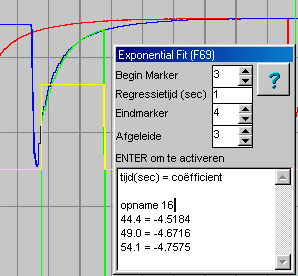 Exponential Fit (F69)
Begin Marker 3
Regressietijd (sec) 1
?
Eindmarker 4
Afgeleide 3
ENTER om te activeren
tijd(sec) = coëfficient
opname 16
44.4 = -4.5184
49.0 = -4.6716
54.1 = -4.7575